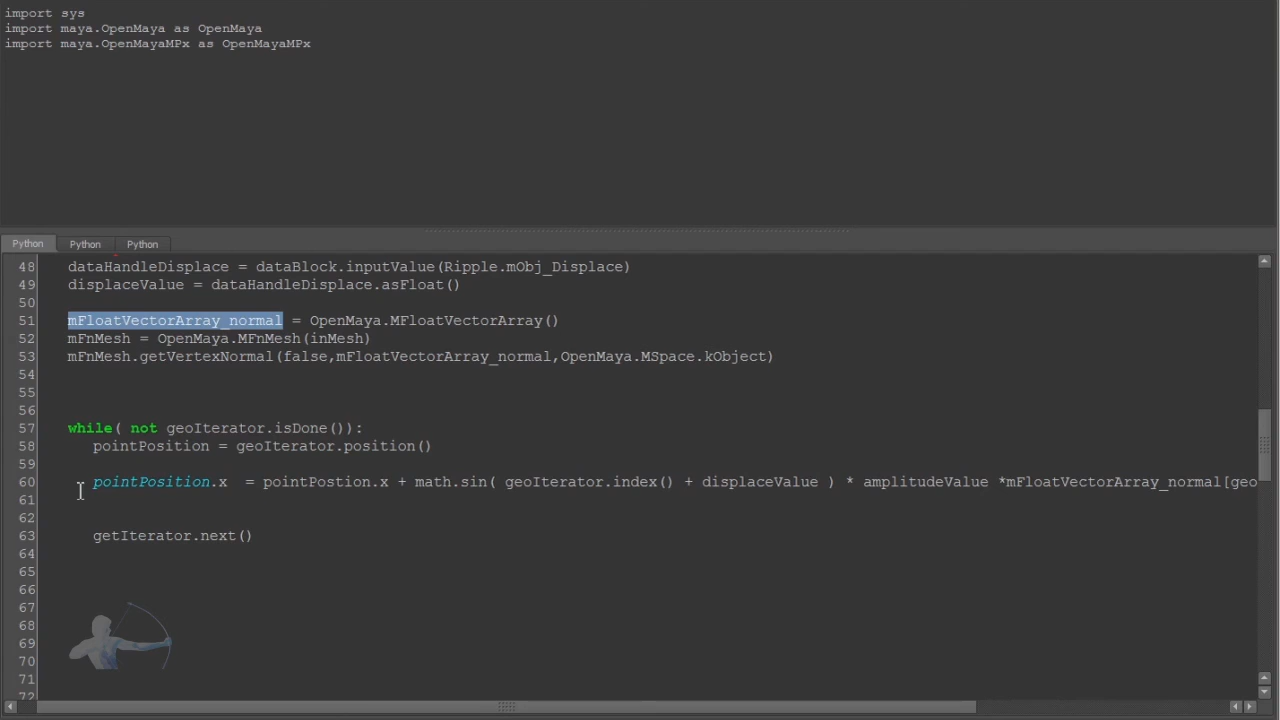 import sys
import maya.OpenMaya as OpenMaya
import maya.OpenMayaMPx as OpenMayaMPx
Python Python Python
48 dataHandleDisplace = dataBlock.inputValue(Ripple.mObj_Displace)
49 displaceValue = dataHandleDisplace.asFloat()
50
51 mFloatVectorArray_normal = OpenMaya.MFloatVectorArray()
52 mFnMesh = OpenMaya.MFnMesh(inMesh)
53 mFnMesh.getVertexNormal(false,mFloatVectorArray_normal,OpenMaya.MSpace.kObject)
54
55
56
57 while( not geoIterator.isDone()):
58 pointPosition = geoIterator.position()
59
60 pointPosition.x = pointPostion.x + math.sin( geoIterator.index() + displaceValue ) * amplitudeValue *mFloatVectorArray_normal[geo
61
62
63 getIterator.next()
64
65
66
67
68
69
70
71
72